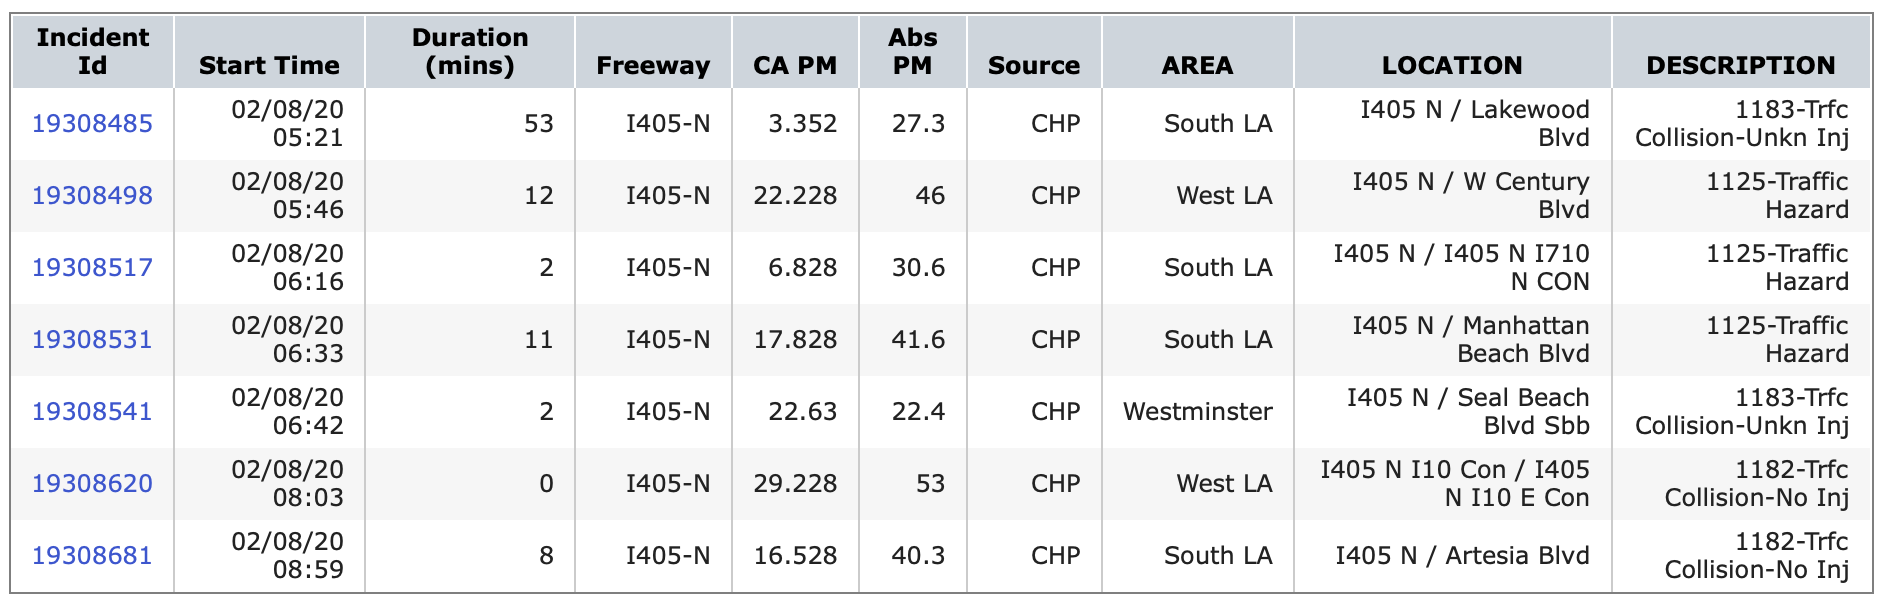 Incident Id Start Time Duration (mins) Freeway CA PM Abs PM Source AREA LOCATION DESCRIPTION
19308485 02/08/20 05:21 53 I405-N 3.352 27.3 CHP South LA I405 N / Lakewood Blvd 1183-Trfc Collision-Unkn Inj
19308498 02/08/20 05:46 12 I405-N 22.228 46 CHP West LA I405 N / W Century Blvd 1125-Traffic Hazard
19308517 02/08/20 06:16 2 I405-N 6.828 30.6 CHP South LA I405 N / I405 N I710 N CON 1125-Traffic Hazard
19308531 02/08/20 06:33 11 I405-N 17.828 41.6 CHP South LA I405 N / Manhattan Beach Blvd 1125-Traffic Hazard
19308541 02/08/20 06:42 2 I405-N 22.63 22.4 CHP Westminster I405 N / Seal Beach Blvd Sbb 1183-Trfc Collision-Unkn Inj
19308620 02/08/20 08:03 0 I405-N 29.228 53 CHP West LA I405 N I10 Con / I405 N I10 E Con 1182-Trfc Collision-No Inj
19308681 02/08/20 08:59 8 I405-N 16.528 40.3 CHP South LA I405 N / Artesia Blvd 1182-Trfc Collision-No Inj